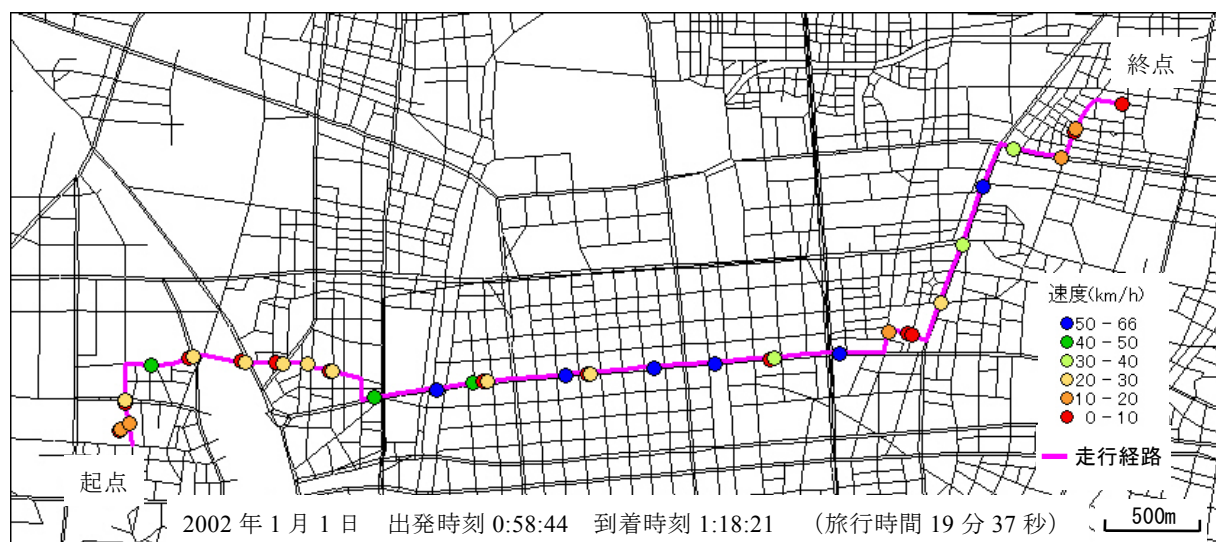 終点
速度(km/h)
50-66
40-50
30-40
20-30
10-20
0-10
走行経路
起点
2002 年 1 月 1 日 出発時刻 0:58:44 到着時刻 1:18:21 (旅行時間 19 分 37 秒)
500m